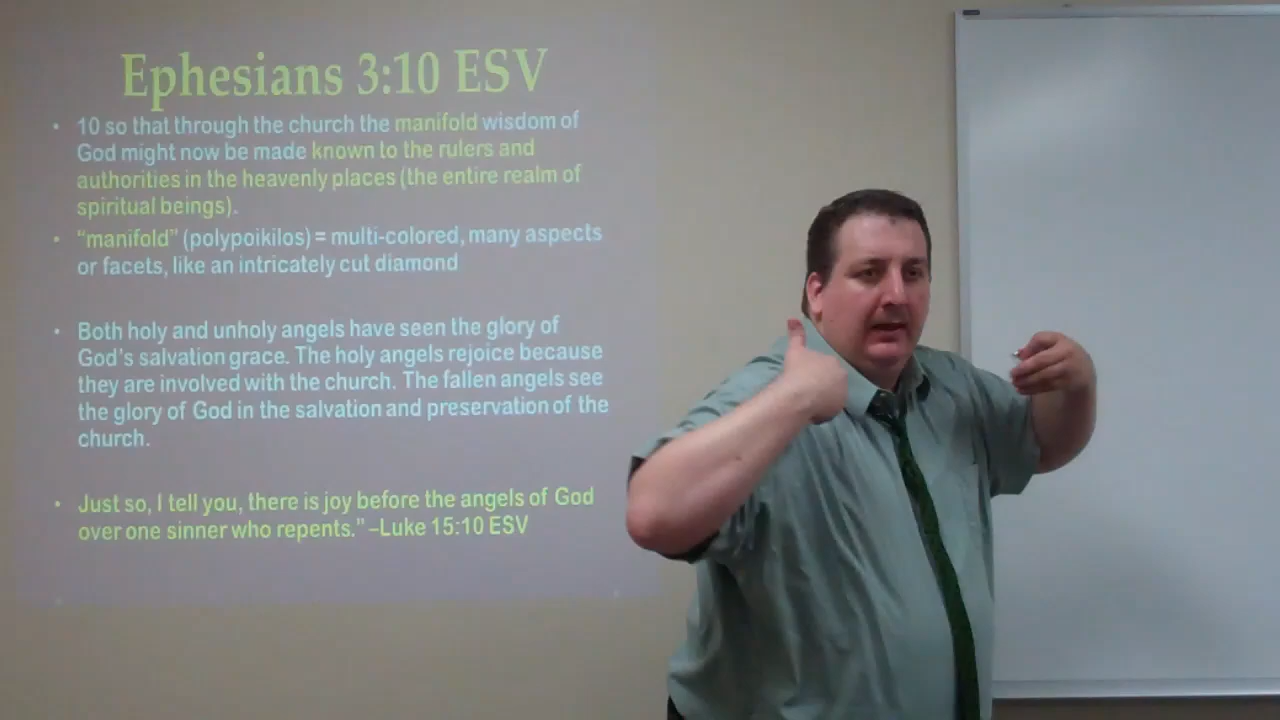 Ephesians 3:10 ESV
• 10 so that through the church the manifold wisdom of
God might now be made known to the rulers and
authorities in the heavenly places (the entire realm of
spiritual beings).
• “manifold” (polypoikilos) = multi-colored, many aspects
or facets, like an intricately cut diamond
• Both holy and unholy angels have seen the glory of
God's salvation grace. The holy angels rejoice because
they are involved with the church. The fallen angels see
the glory of God in the salvation and preservation of the
church.
• Just so, I tell you, there is joy before the angels of God
over one sinner who repents." –Luke 15:10 ESV